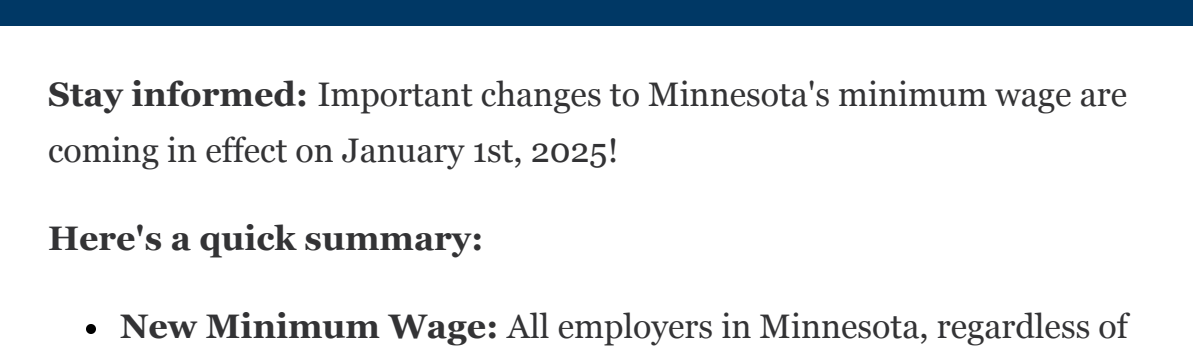 Stay informed: Important changes to Minnesota's minimum wage are
coming in effect on January 1st, 2025!
Here's a quick summary:
• New Minimum Wage: All employers in Minnesota, regardless of